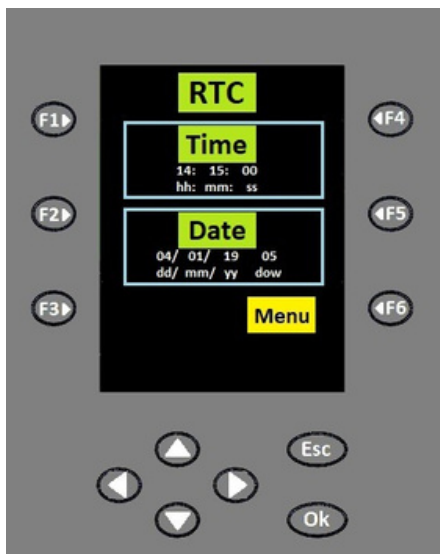 RTC
F1
F4
Time
14: 15: 00
hh: mm: ss
F2
F5
Date
04/ 01/ 19 05
dd/ mm/ yy dow
F3
Menu
F6
Esc
Ok